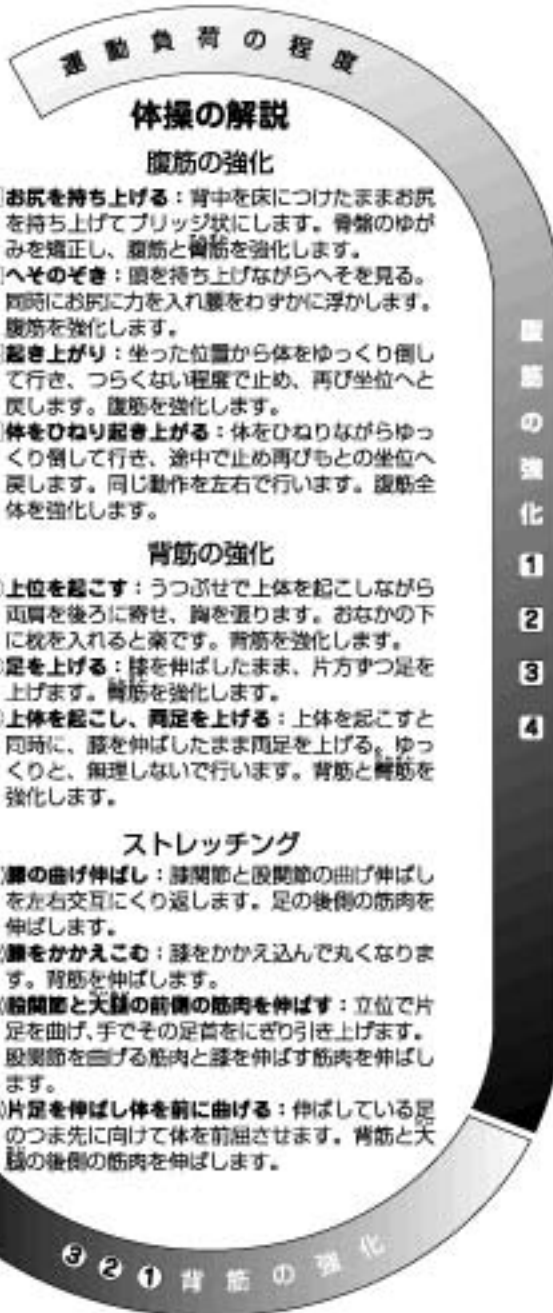 運動負荷の程度
体操の解説
腹筋の強化
お尻を持ち上げる：背中を床につけたままお尻
を持ち上げてブリッジ状にします。骨盤のゆが
みを矯正し、腹筋と臀筋を強化します。
へそのぞき：頭を持ち上げながらへそを見る。
同時にお尻に力を入れ腰をわずかに浮かします。
腹筋を強化します。
起き上がり：坐った位置から体をゆっくり倒し
て行き、つらくない程度で止め、再び坐位へと
戻します。腹筋を強化します。
体をひねり起き上がる：体をひねりながらゆっ
くり倒して行き、途中で止め再びもとの坐位へ
戻します。同じ動作を左右で行います。腹筋全
体を強化します。
背筋の強化
上位を起こす：うつぶせで上体を起こしながら
両肩を後ろに寄せ、胸を張ります。おなかの下
に枕を入れると楽です。背筋を強化します。
足を上げる：膝を伸ばしたまま、片方ずつ足を
上げます。臀筋を強化します。
上体を起こし、両足を上げる：上体を起こすと
同時に、膝を伸ばしたまま両足を上げる。ゆっ
くりと、無理しないで行います。背筋と臀筋を
強化します。
ストレッチング
膝の曲げ伸ばし：膝関節と股関節の曲げ伸ばし
を左右交互にくり返します。足の後側の筋肉を
伸ばします。
膝をかかえこむ：膝をかかえ込んで丸くなりま
す。背筋を伸ばします。
股関節と大腿の前側の筋肉を伸ばす：立位で片
足を曲げ、手でその足首をにぎり引き上げます。
股関節を曲げる筋肉と膝を伸ばす筋肉を伸ばし
ます。
片足を伸ばし体を前に曲げる：伸ばしている足
のつま先に向けて体を前屈させます。背筋と大
腿の後側の筋肉を伸ばします。
腹筋の強化 1 2 3 4
3 2 1 背筋の強化